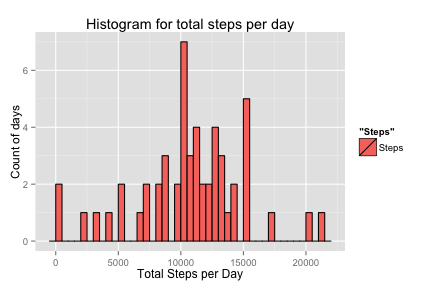 Histogram for total steps per day
Count of days
6
4
2
0
"Steps"
Steps
0 5000 10000 15000 20000
Total Steps per Day